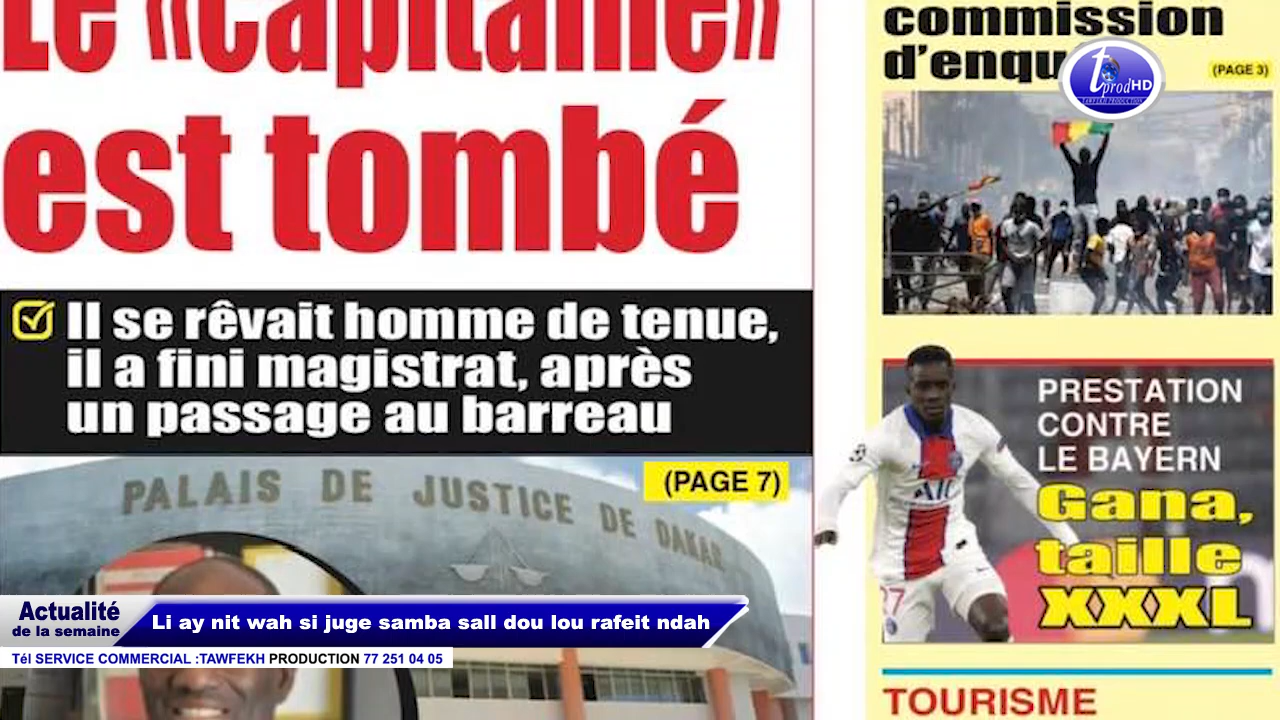 Le «capitaine»
est tombé
Il se rêvait homme de tenue,
il a fini magistrat, après
un passage au barreau
(PAGE 7)
PALAIS DE JUSTICE DE DAKAR
commission
d'enqu
(PAGE 3)
tprodHD
TAWFEKH PRODUCTION
PRESTATION
CONTRE
LE BAYERN
Gana,
taille
XXXL
TOURISME
Actualité
de la semaine
Li ay nit wah si juge samba sall dou lou rafeit ndah
Tél SERVICE COMMERCIAL :TAWFEKH PRODUCTION 77 251 04 05